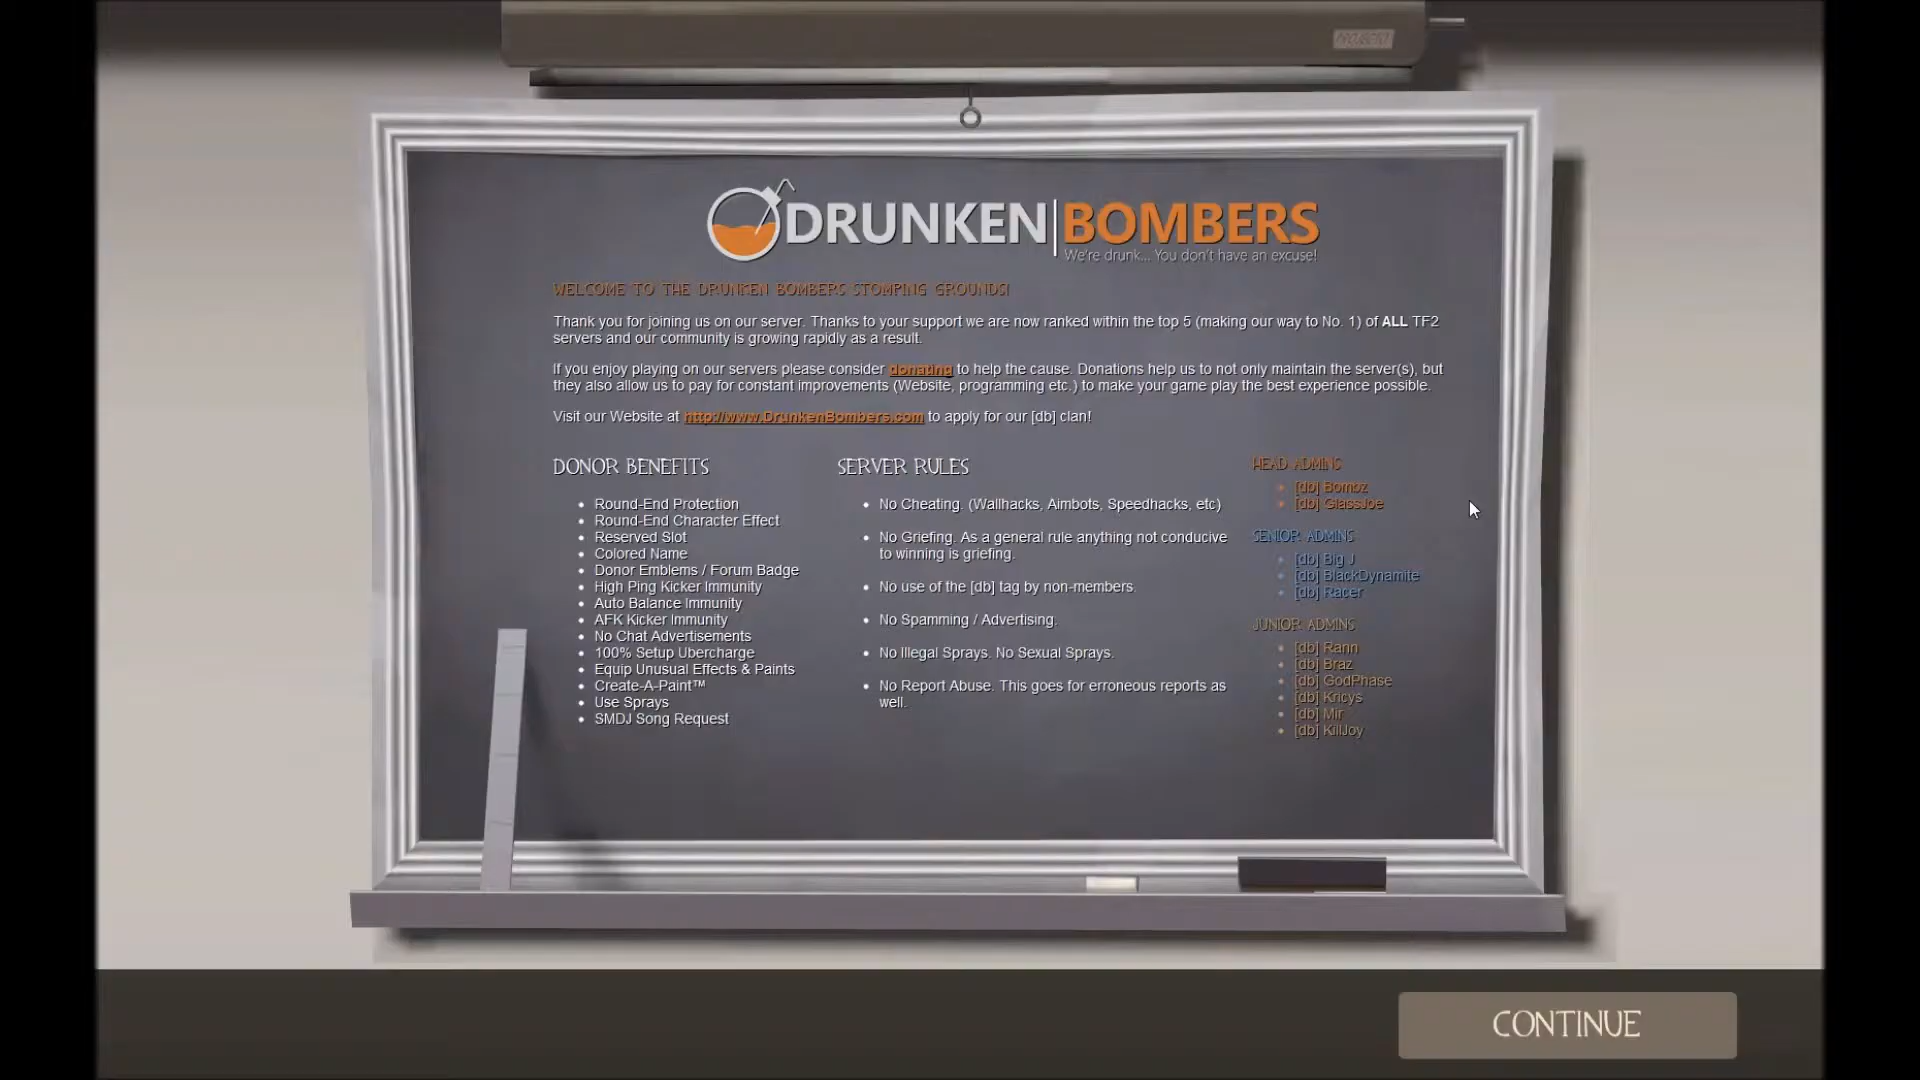 DRUNKEN|BOMBERS
We're drunk... You don't have an excuse!
WELCOME TO THE DRUNKEN BOMBERS STOMPING GROUNDS!
Thank you for joining us on our server. Thanks to your support we are now ranked within the top 5 (making our way to No. 1) of ALL TF2
servers and our community is growing rapidly as a result.
If you enjoy playing on our servers please consider donating to help the cause. Donations help us to not only maintain the server(s), but
they also allow us to pay for constant improvements (Website, programming etc.) to make your game play the best experience possible.
Visit our Website at http://www.DrunkenBombers.com to apply for our [db] clan!
DONOR BENEFITS
Round-End Protection
Round-End Character Effect
Reserved Slot
Colored Name
Donor Emblems / Forum Badge
High Ping Kicker Immunity
Auto Balance Immunity
AFK Kicker Immunity
No Chat Advertisements
100% Setup Ubercharge
Equip Unusual Effects & Paints
Create-A-Paint™
Use Sprays
SMDJ Song Request
SERVER RULES
No Cheating. (Wallhacks, Aimbots, Speedhacks, etc)
No Griefing. As a general rule anything not conducive
to winning is griefing.
No use of the [db] tag by non-members.
No Spamming / Advertising.
No Illegal Sprays. No Sexual Sprays.
No Report Abuse. This goes for erroneous reports as
well.
HEAD ADMINS
[db] Bombz
[db] GlassJoe
SENIOR ADMINS
[db] Big J
[db] BlackDynamite
[db] Racer
JUNIOR ADMINS
[db] Rann
[db] Braz
[db] GodPhase
[db] Kricys
[db] Mir
[db] KillJoy
CONTINUE